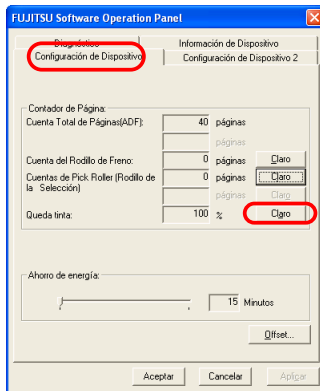 FUJITSU Software Operation Panel
Diagnóstico
Información de Dispositivo
Configuración de Dispositivo
Configuración de Dispositivo 2
Contador de Página:
Cuenta Total de Páginas(ADF):
40 páginas
páginas
Cuenta del Rodillo de Freno:
0 páginas Claro
Cuentas de Pick Roller (Rodillo de
la Selección)
0 páginas Claro
páginas Claro
Queda tinta:
100 % Claro
Ahorro de energía:
15 Minutos
Offset...
Aceptar Cancelar Aplicar